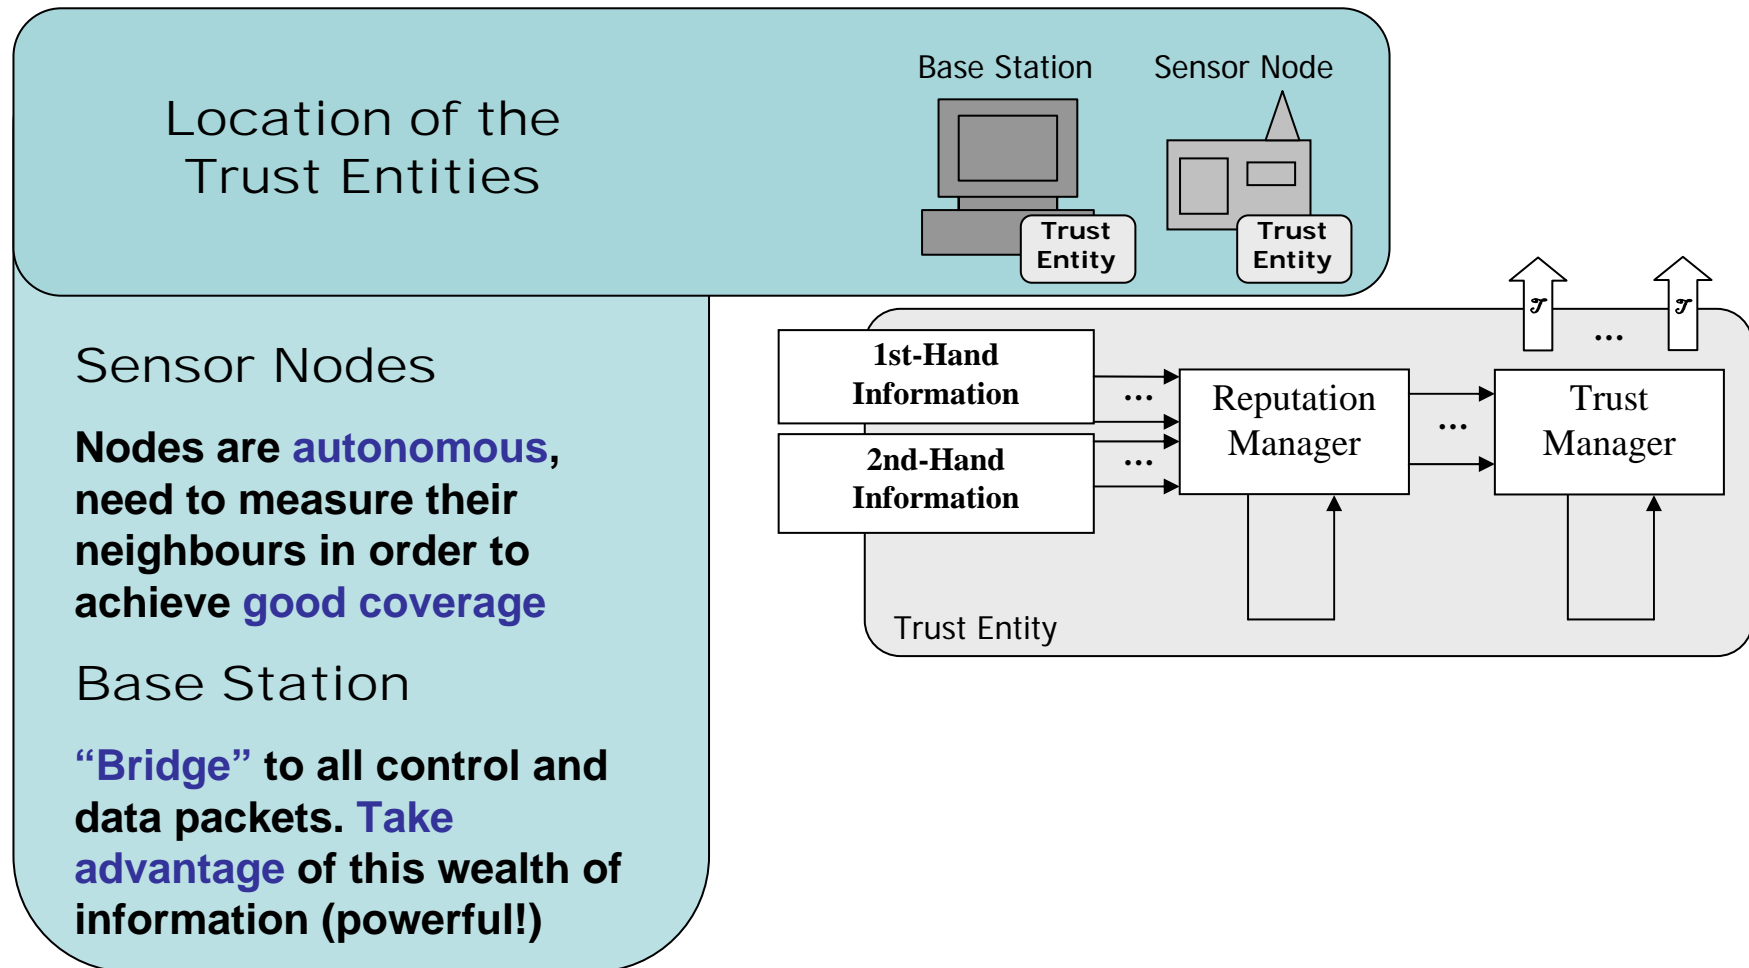 Location of the
Trust Entities
Base Station
Sensor Node
Trust
Entity
Trust
Entity
Sensor Nodes
Nodes are autonomous,
need to measure their
neighbours in order to
achieve good coverage
Base Station
“Bridge” to all control and
data packets. Take
advantage of this wealth of
information (powerful!)
𝒯
...
𝒯
1st-Hand
Information
...
2nd-Hand
Information
...
Reputation
Manager
...
Trust
Manager
Trust Entity